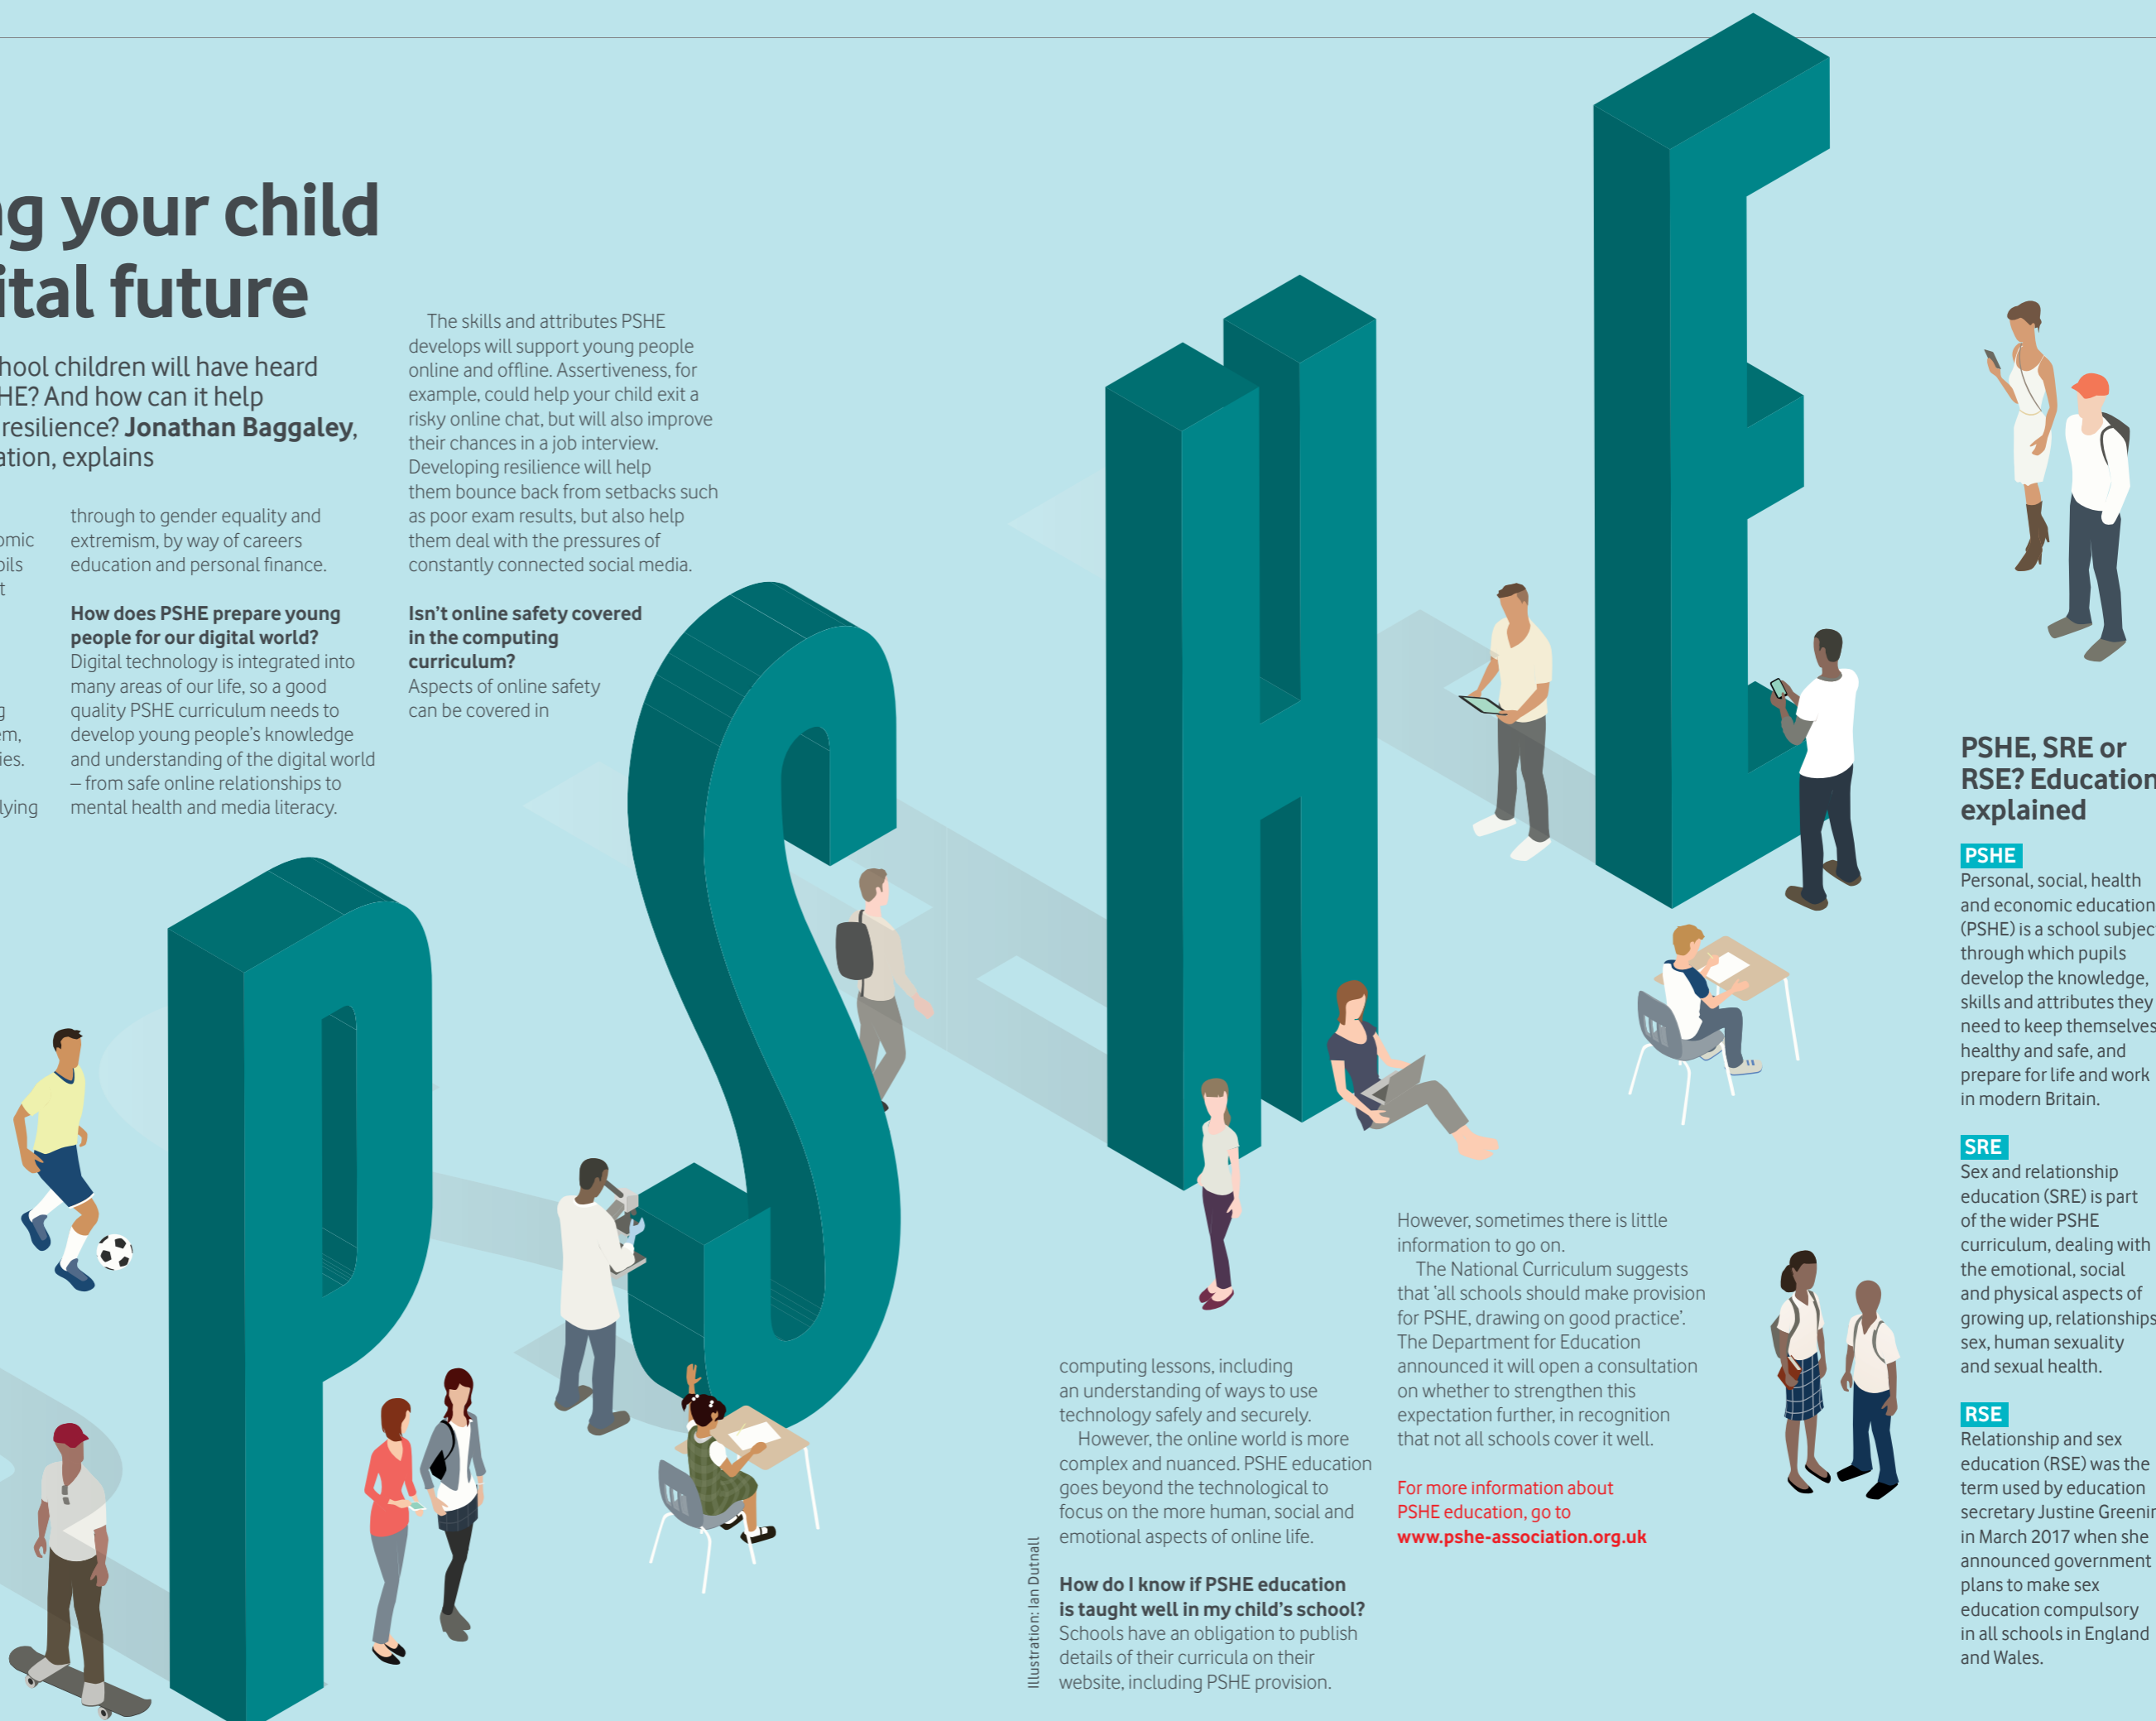 your child
future
children will have heard
And how can it help
resilience? Jonathan Baggaley,
explains
through to gender equality and
extremism, by way of careers
education and personal finance.
How does PSHE prepare young
people for our digital world?
Digital technology is integrated into
many areas of our life, so a good
quality PSHE curriculum needs to
develop young people's knowledge
and understanding of the digital world
– from safe online relationships to
mental health and media literacy.
The skills and attributes PSHE
develops will support young people
online and offline. Assertiveness, for
example, could help your child exit a
risky online chat, but will also improve
their chances in a job interview.
Developing resilience will help
them bounce back from setbacks such
as poor exam results, but also help
them deal with the pressures of
constantly connected social media.
Isn't online safety covered
in the computing
curriculum?
Aspects of online safety
can be covered in
PSHE
computing lessons, including
an understanding of ways to use
technology safely and securely.
However, the online world is more
complex and nuanced. PSHE education
goes beyond the technological to
focus on the more human, social and
emotional aspects of online life.
How do I know if PSHE education
is taught well in my child's school?
Schools have an obligation to publish
details of their curricula on their
website, including PSHE provision.
Illustration: Ian Dutnall
However, sometimes there is little
information to go on.
The National Curriculum suggests
that 'all schools should make provision
for PSHE, drawing on good practice'.
The Department for Education
announced it will open a consultation
on whether to strengthen this
expectation further, in recognition
that not all schools cover it well.
For more information about
PSHE education, go to
www.pshe-association.org.uk
PSHE, SRE or
RSE? Education
explained
PSHE
Personal, social, health
and economic education
(PSHE) is a school
through which pupils
develop the knowledge,
skills and attributes they
need to keep themselves
healthy and safe, and
prepare for life and work
in modern Britain.
SRE
Sex and relationship
education (SRE) is part
of the wider PSHE
curriculum, dealing with
the emotional, social
and physical aspects of
growing up, relationships
sex, human sexuality
and sexual health.
RSE
Relationship and sex
education (RSE) was the
term used by education
secretary Justine
in March 2017 when she
announced government
plans to make sex
education compulsory
in all schools in England
and Wales.